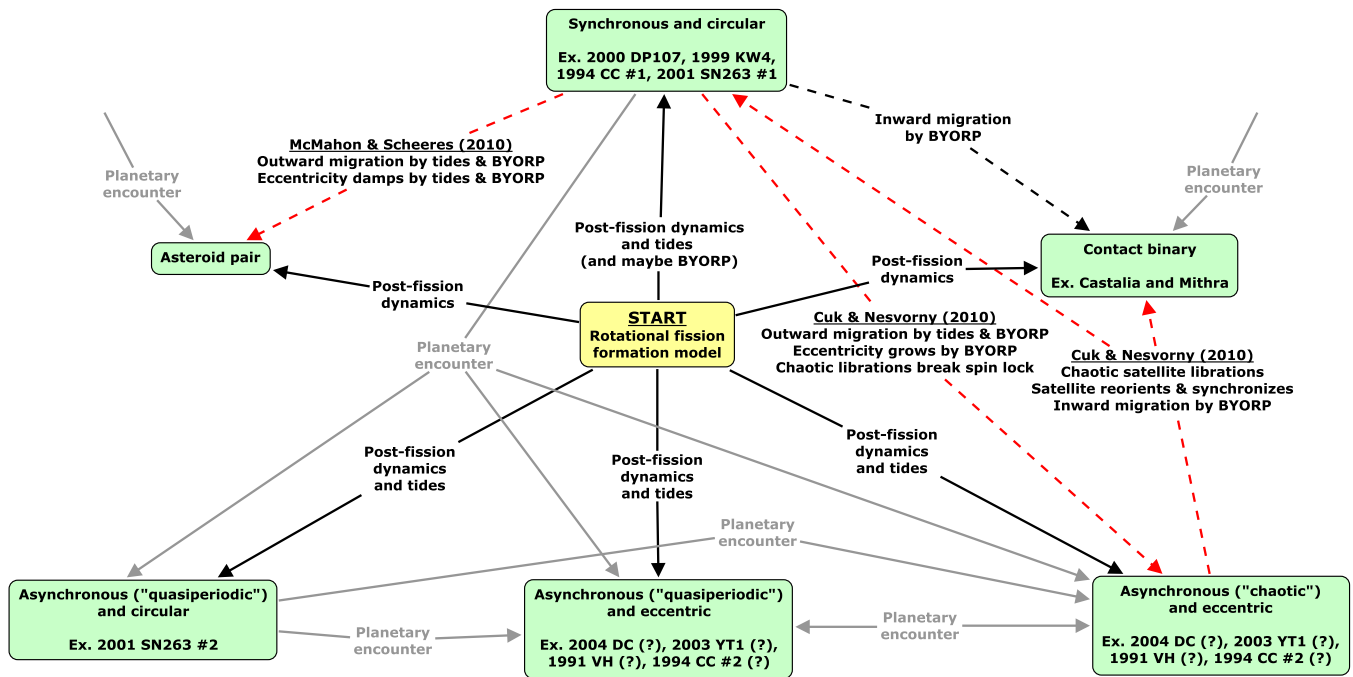 Synchronous and circular
Ex. 2000 DP107, 1999 KW4,
1994 CC #1, 2001 SN263 #1
McMahon & Scheeres (2010)
Outward migration by tides & BYORP
Eccentricity damps by tides & BYORP
Inward migration
by BYORP
Planetary
encounter
Planetary
encounter
Asteroid pair
Post-fission dynamics
and tides
(and maybe BYORP)
Contact binary
Ex. Castalia and Mithra
Post-fission
dynamics
Post-fission
dynamics
START
Rotational fission
formation model
Cuk & Nesvorny (2010)
Outward migration by tides & BYORP
Eccentricity grows by BYORP
Chaotic librations break spin lock
Planetary
encounter
Cuk & Nesvorny (2010)
Chaotic satellite librations
Satellite reorients & synchronizes
Inward migration by BYORP
Post-fission
dynamics
and tides
Post-fission
dynamics
and tides
Post-fission
dynamics
and tides
Planetary
encounter
Asynchronous ("quasiperiodic")
and circular
Ex. 2001 SN263 #2
Planetary
encounter
Asynchronous ("quasiperiodic")
and eccentric
Ex. 2004 DC (?), 2003 YT1 (?),
1991 VH (?), 1994 CC #2 (?)
Planetary
encounter
Asynchronous ("chaotic")
and eccentric
Ex. 2004 DC (?), 2003 YT1 (?),
1991 VH (?), 1994 CC #2 (?)